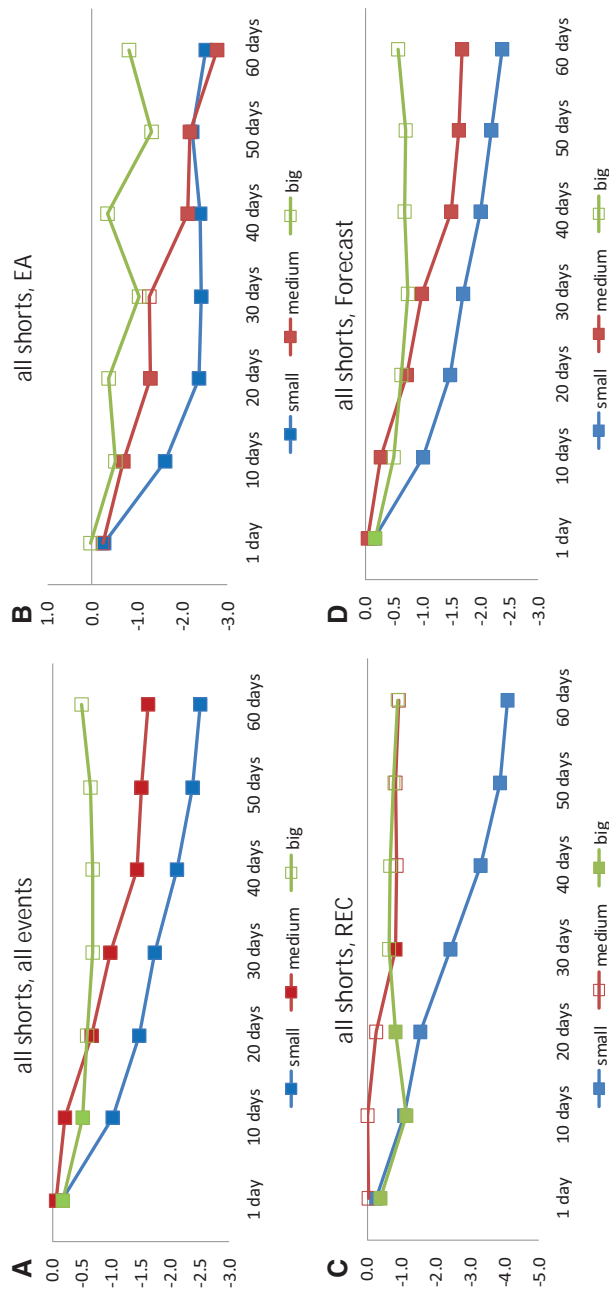 A
all shorts, all events
0.0
-0.5
-1.0
-1.5
-2.0
-2.5
-3.0
1 day 10 days 20 days 30 days 40 days 50 days 60 days
small medium big
B
all shorts, EA
1.0
0.0
-1.0
-2.0
-3.0
1 day 10 days 20 days 30 days 40 days 50 days 60 days
small medium big
C
all shorts, REC
0.0
-1.0
-2.0
-3.0
-4.0
-5.0
1 day 10 days 20 days 30 days 40 days 50 days 60 days
small medium big
D
all shorts, Forecast
0.0
-0.5
-1.0
-1.5
-2.0
-2.5
-3.0
1 day 10 days 20 days 30 days 40 days 50 days 60 days
small medium big